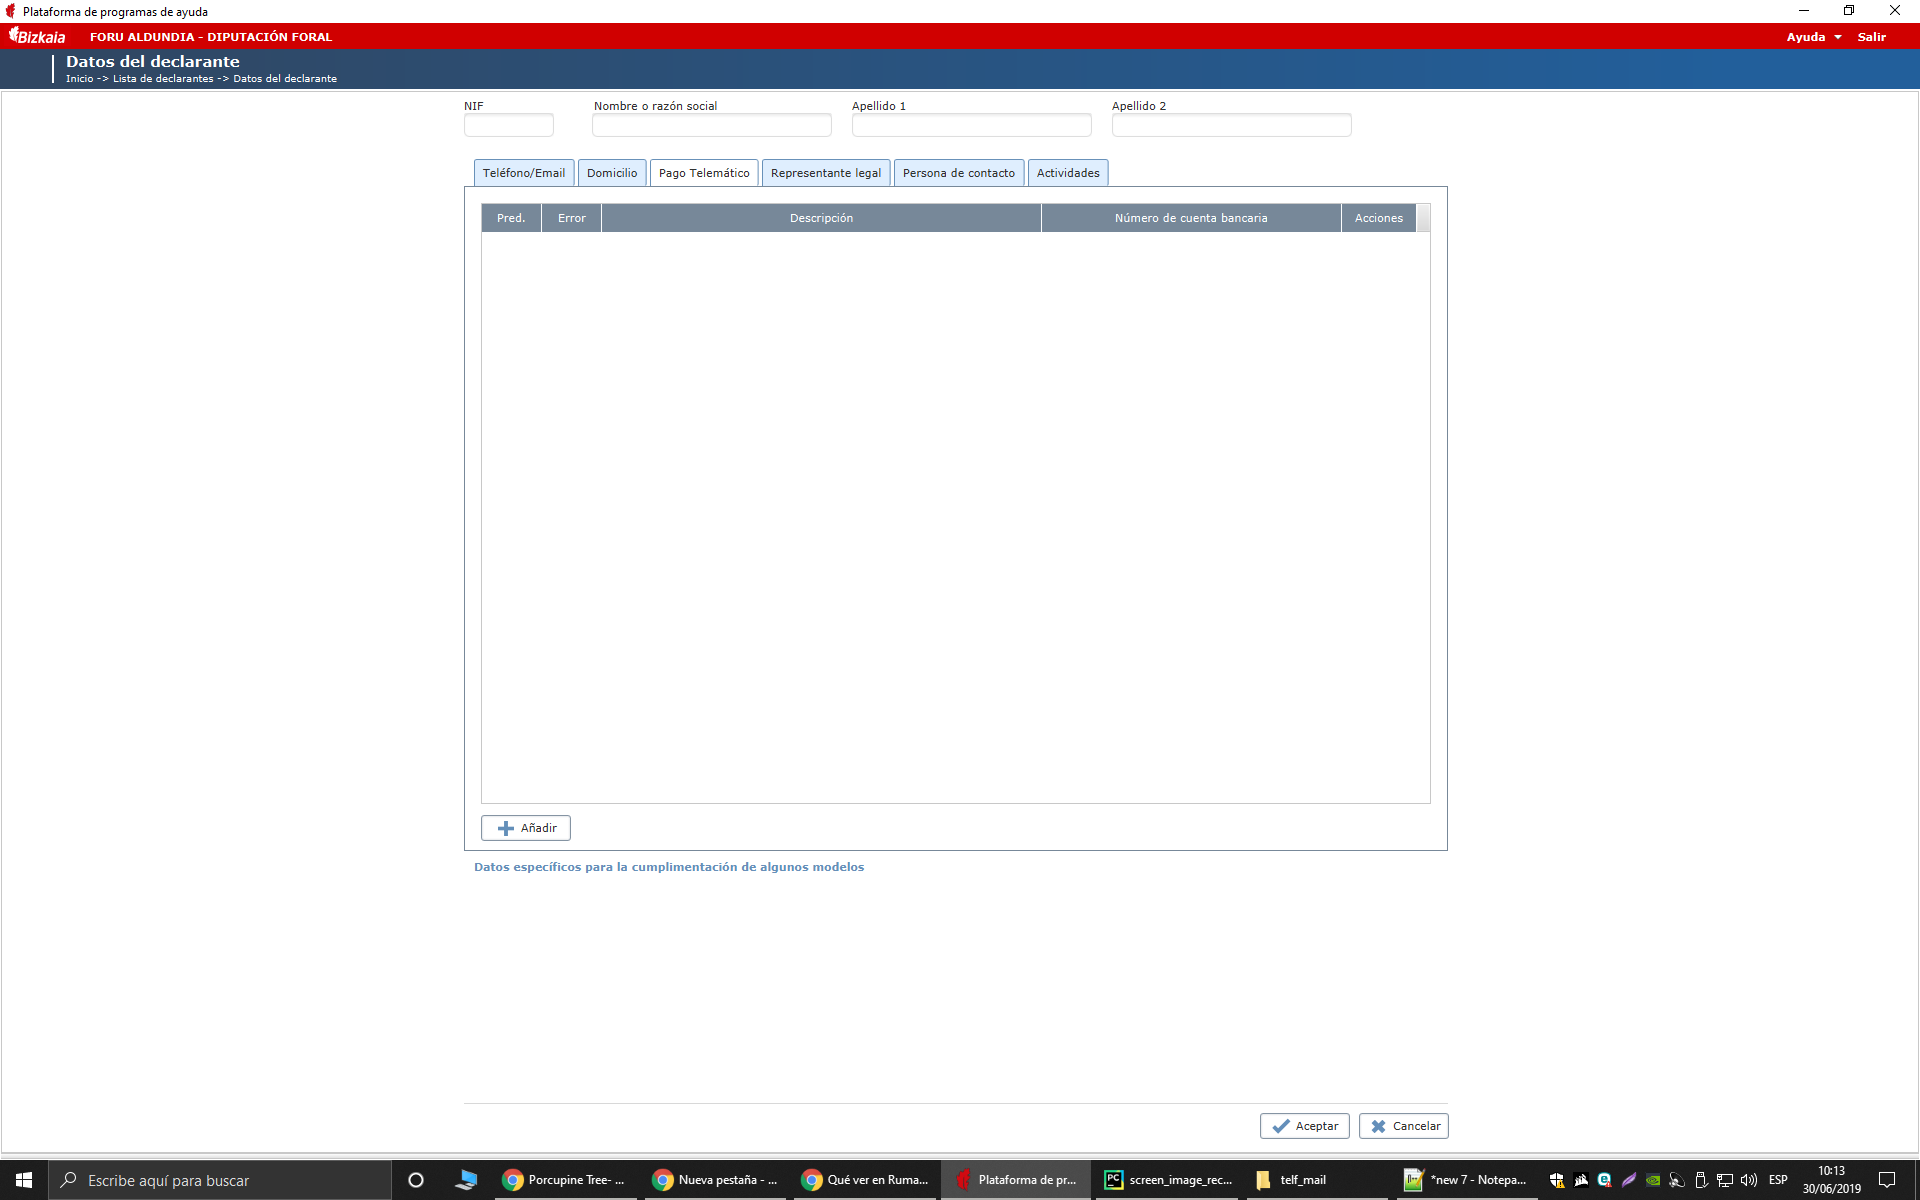 Plataforma de programas de ayuda
Bizkaia FORU ALDUNDIA - DIPUTACIÓN FORAL Ayuda Salir
Datos del declarante
Inicio -> Lista de declarantes -> Datos del declarante
NIF Nombre o razón social Apellido 1 Apellido 2
Teléfono/Email Domicilio Pago Telemático Representante legal Persona de contacto Actividades
Pred. Error Descripción Número de cuenta bancaria Acciones
Añadir
Datos específicos para la cumplimentación de algunos modelos
Aceptar Cancelar
Escribe aquí para buscar Porcupine Tree- ... Nueva pestaña - ... Qué ver en Ruma... Plataforma de pr... PC screen_image_rec... telf_mail *new 7 - Notepa... ESP 10:13
30/06/2019